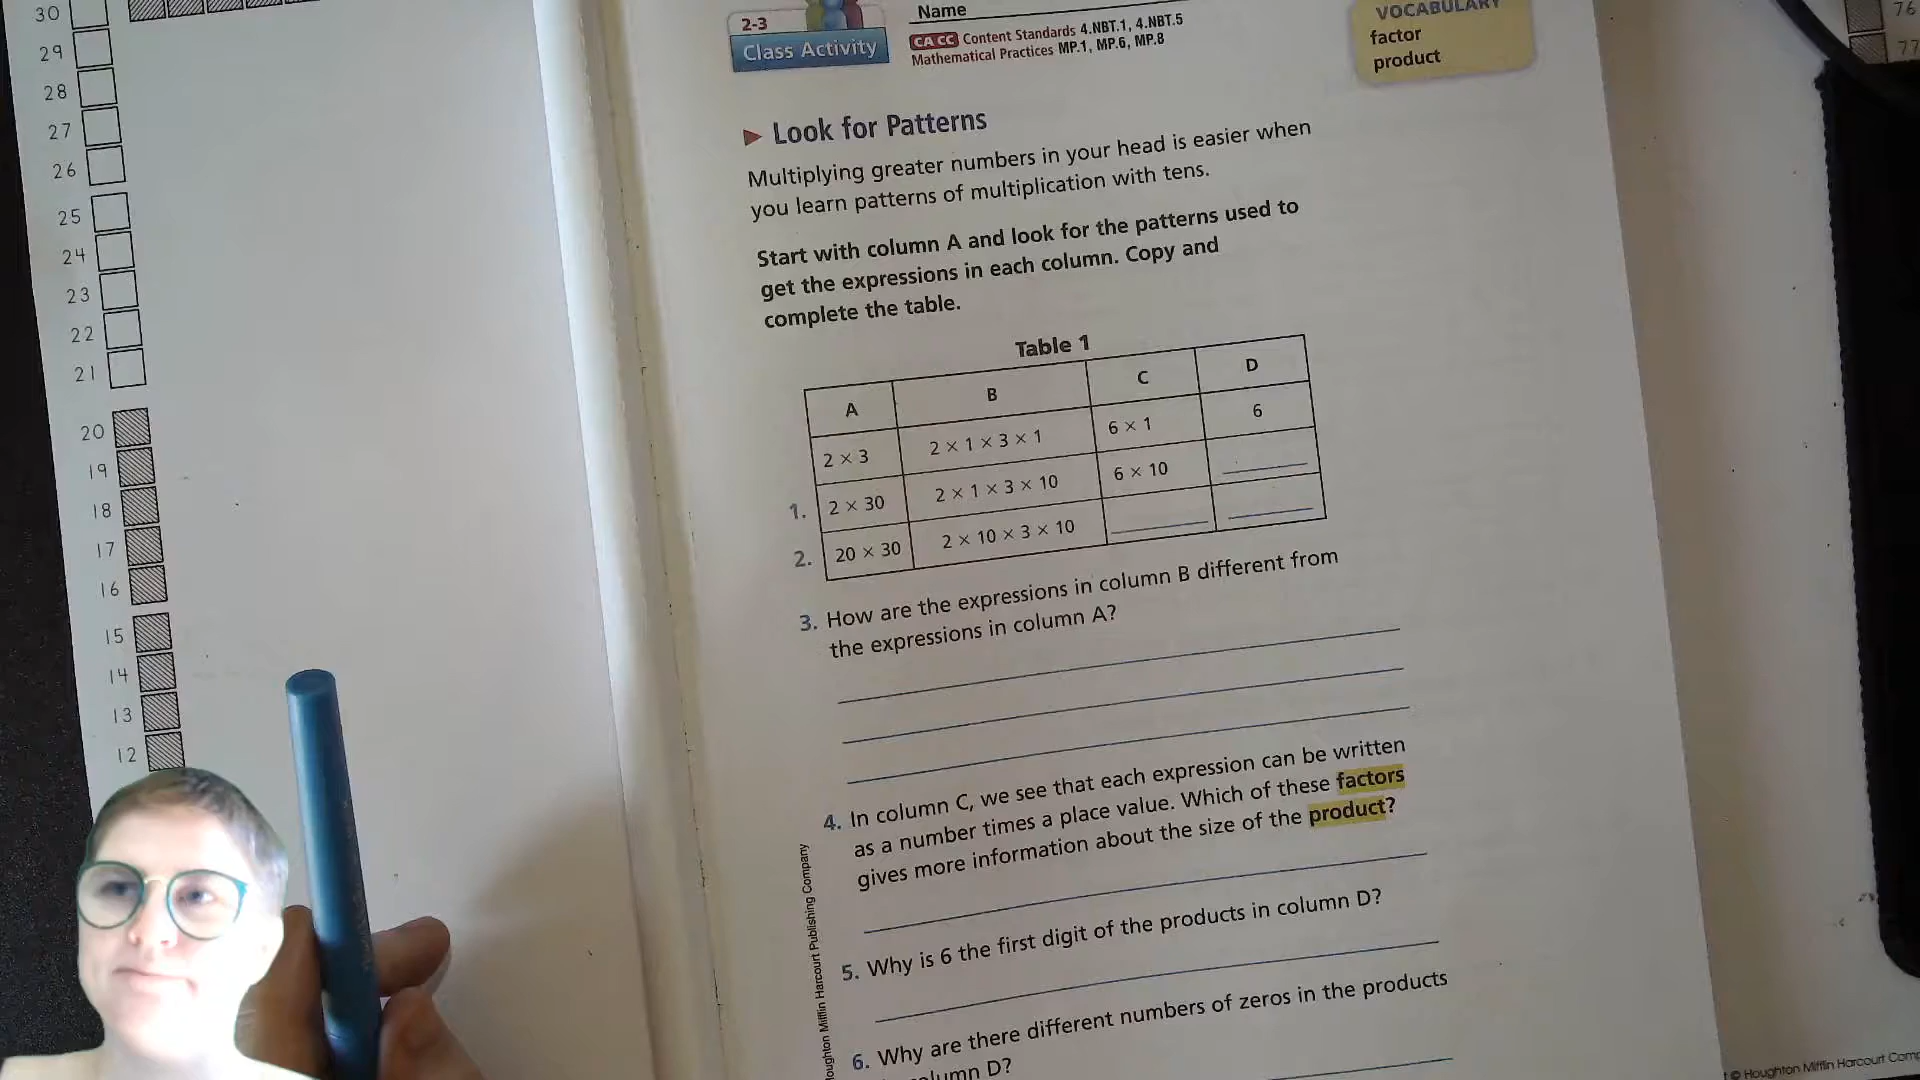 30
29
28
27
26
25
24
23
22
21
20
19
18
17
16
15
14
13
12
2-3
Class Activity
Name
CA CC Content Standards 4.NBT.1, 4.NBT.5
Mathematical Practices MP.1, MP.6, MP.8
VOCABULARY
factor
product
76
77
Look for Patterns
Multiplying greater numbers in your head is easier when
you learn patterns of multiplication with tens.
Start with column A and look for the patterns used to
get the expressions in each column. Copy and
complete the table.
Table 1
A B C D
2 × 3 2 × 1 × 3 × 1 6 × 1 6
1. 2 × 30 2 × 1 × 3 × 10 6 × 10
2. 20 × 30 2 × 10 × 3 × 10
3. How are the expressions in column B different from
the expressions in column A?
4. In column C, we see that each expression can be written
as a number times a place value. Which of these factors
gives more information about the size of the product?
5. Why is 6 the first digit of the products in column D?
6. Why are there different numbers of zeros in the products
D?
Mifflin Harcourt Publishing Company
© Houghton Mifflin Harcourt